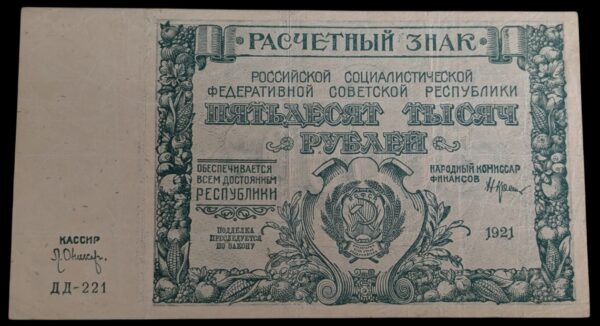 РАСЧЕТНЫЙ ЗНАК
РОССИЙСКОЙ СОЦИАЛИСТИЧЕСКОЙ
ФЕДЕРАТИВНОЙ СОВЕТСКОЙ РЕСПУБЛИКИ
ПЯТЬДЕСЯТ ТЫСЯЧ
РУБЛЕЙ
ОБЕСПЕЧИВАЕТСЯ
ВСЕМ ДОСТОЯНИЕМ
РЕСПУБЛИКИ
НАРОДНЫЙ КОМИССАР
ФИНАНСОВ
ПОДДЕЛКА
ПРЕСЛЕДУЕТСЯ
ПО ЗАКОНУ
1921
КАССИР
ДД-221